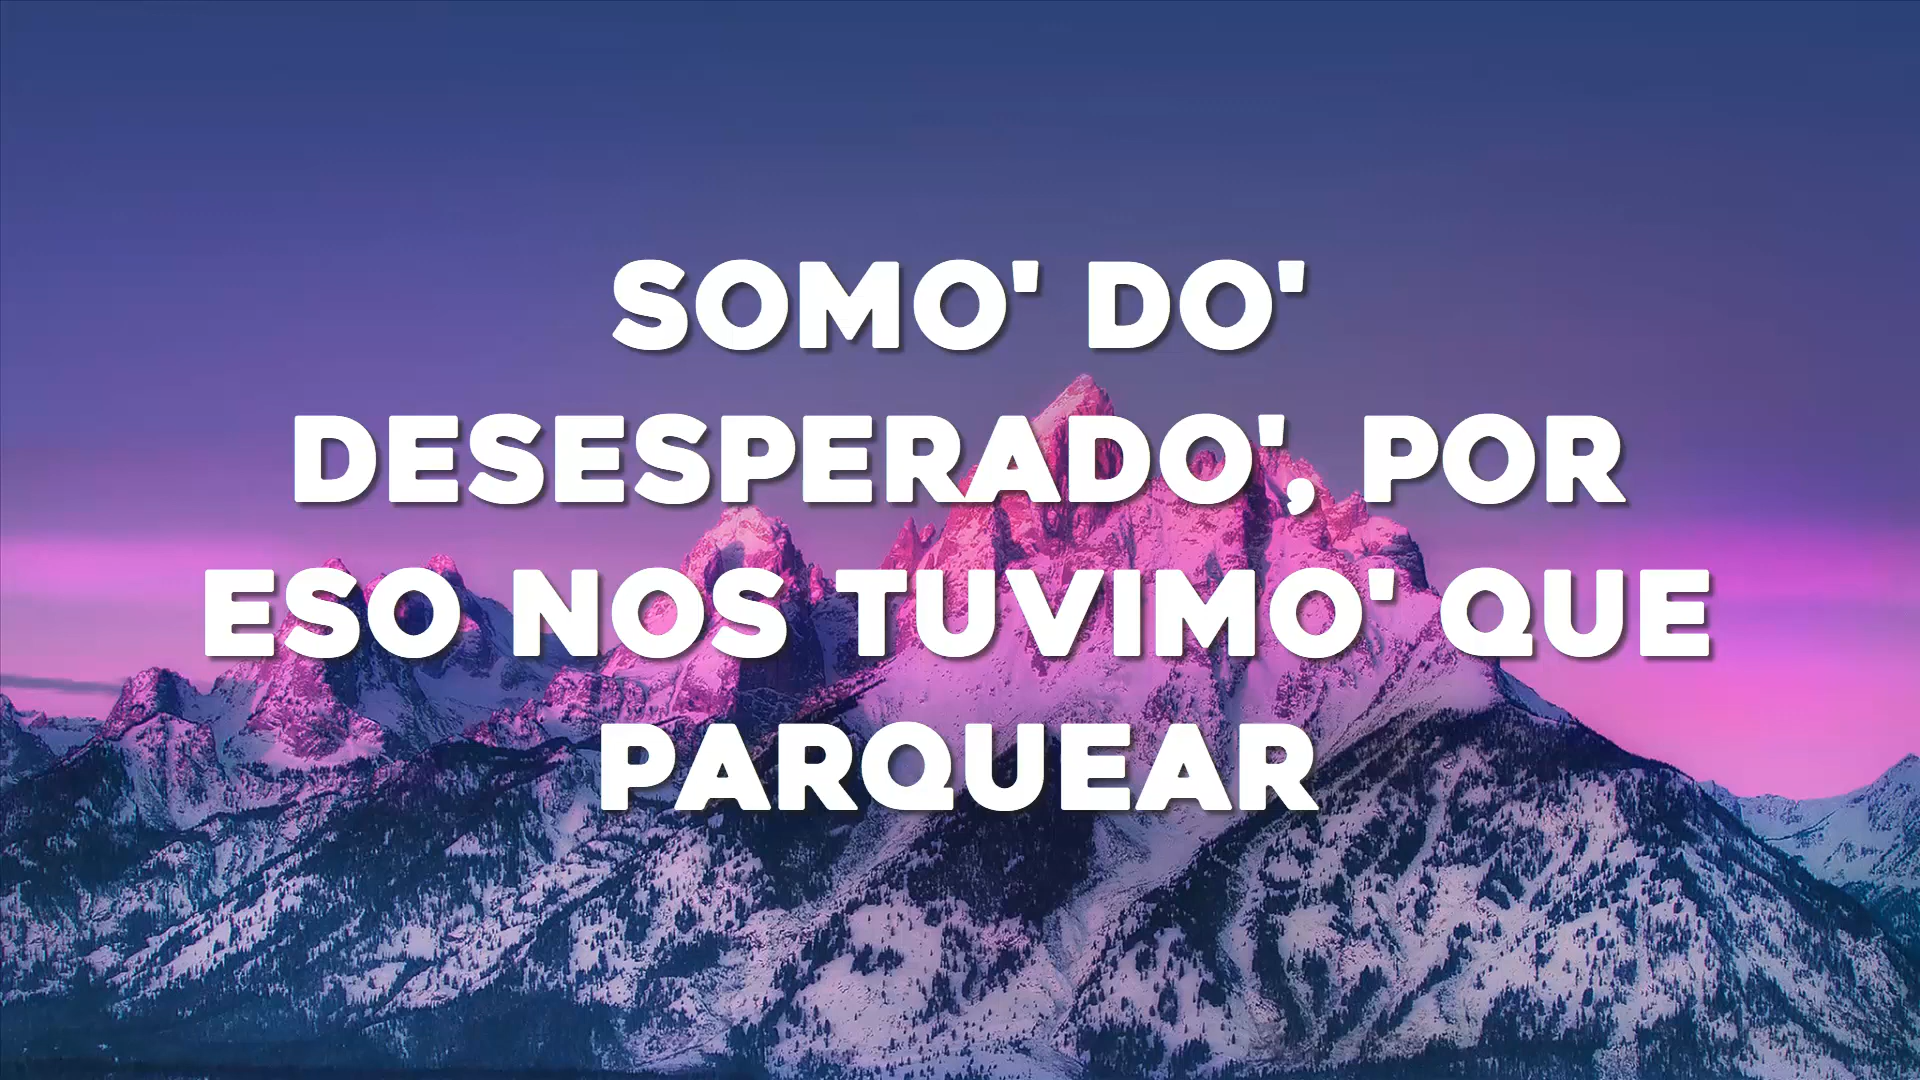 SOMO' DO'
DESESPERADO', POR
ESO NOS TUVIMO' QUE
PARQUEAR